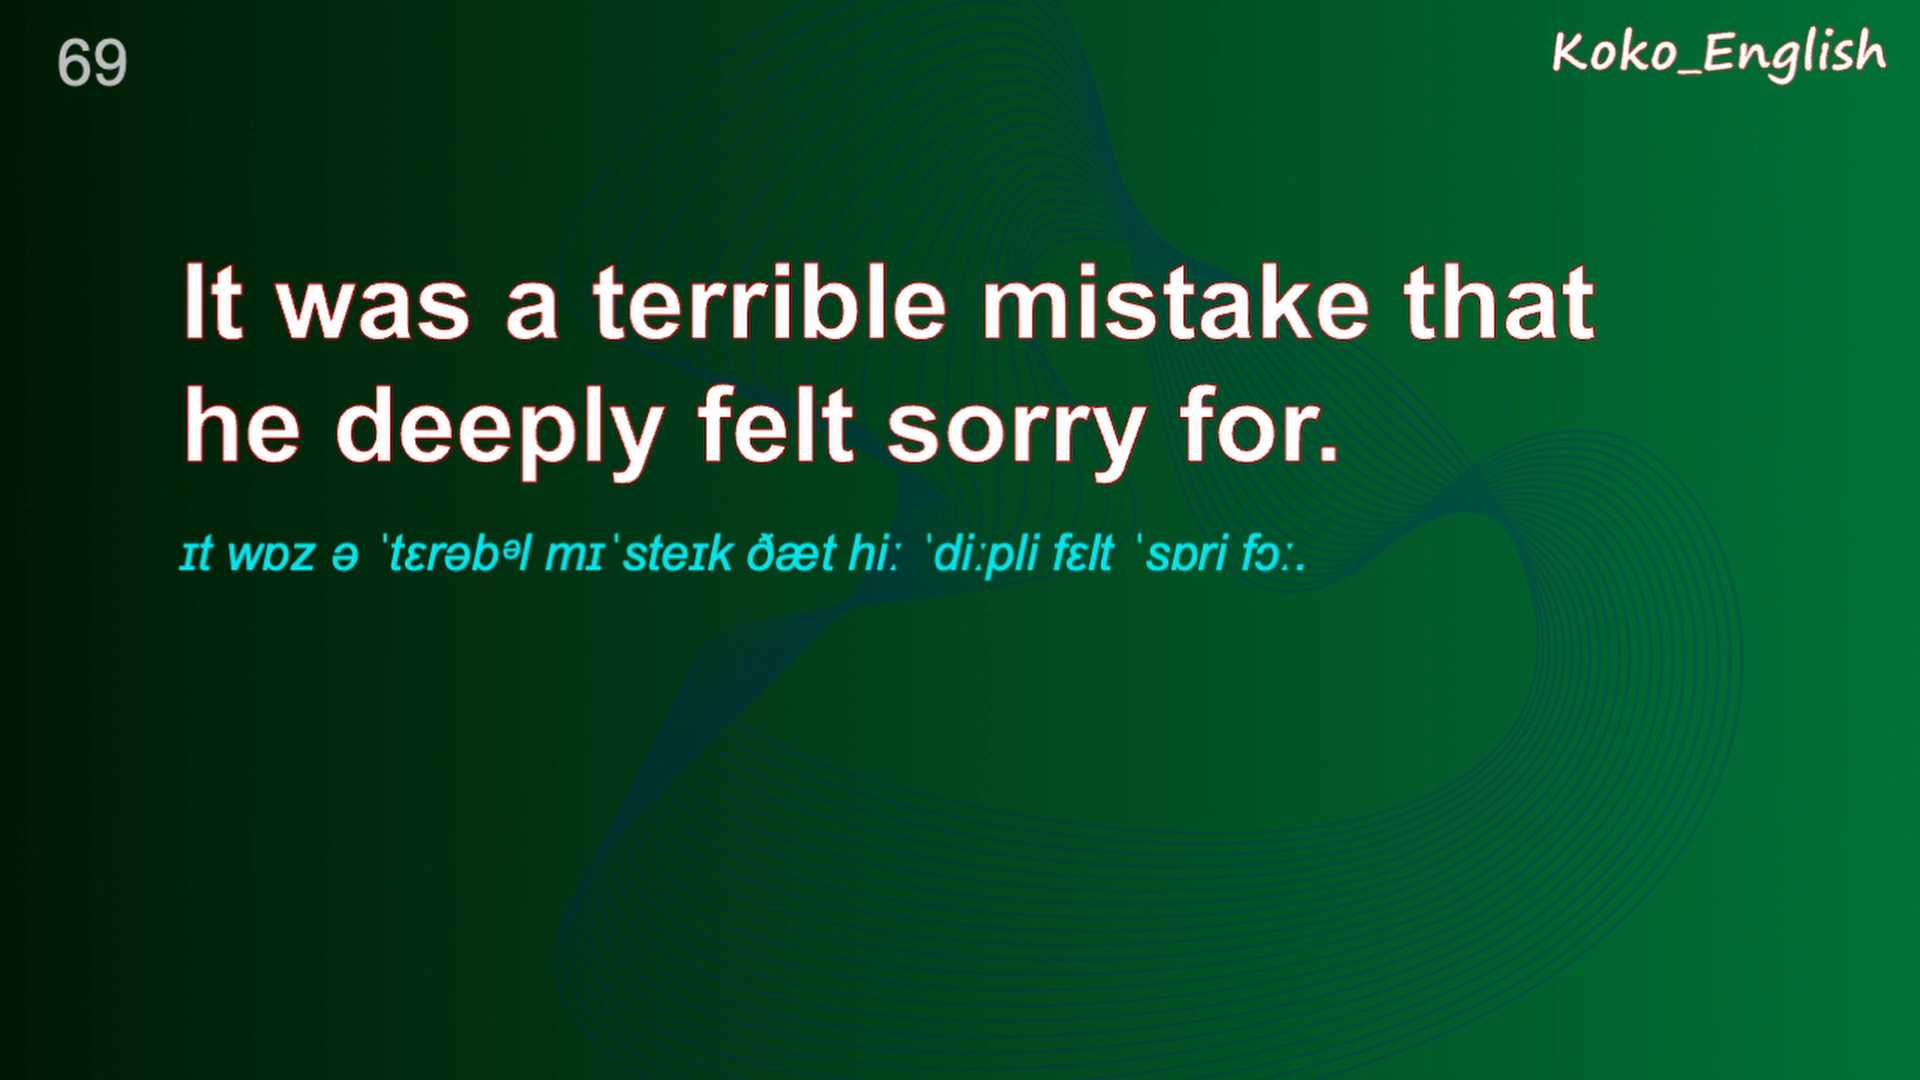 69
Koko_English
It was a terrible mistake that
he deeply felt sorry for.
ɪt wɒz ə ˈtɛrəbᵊl mɪˈsteɪk ðæt hiː ˈdiːpli fɛlt ˈsɒri fɔː.